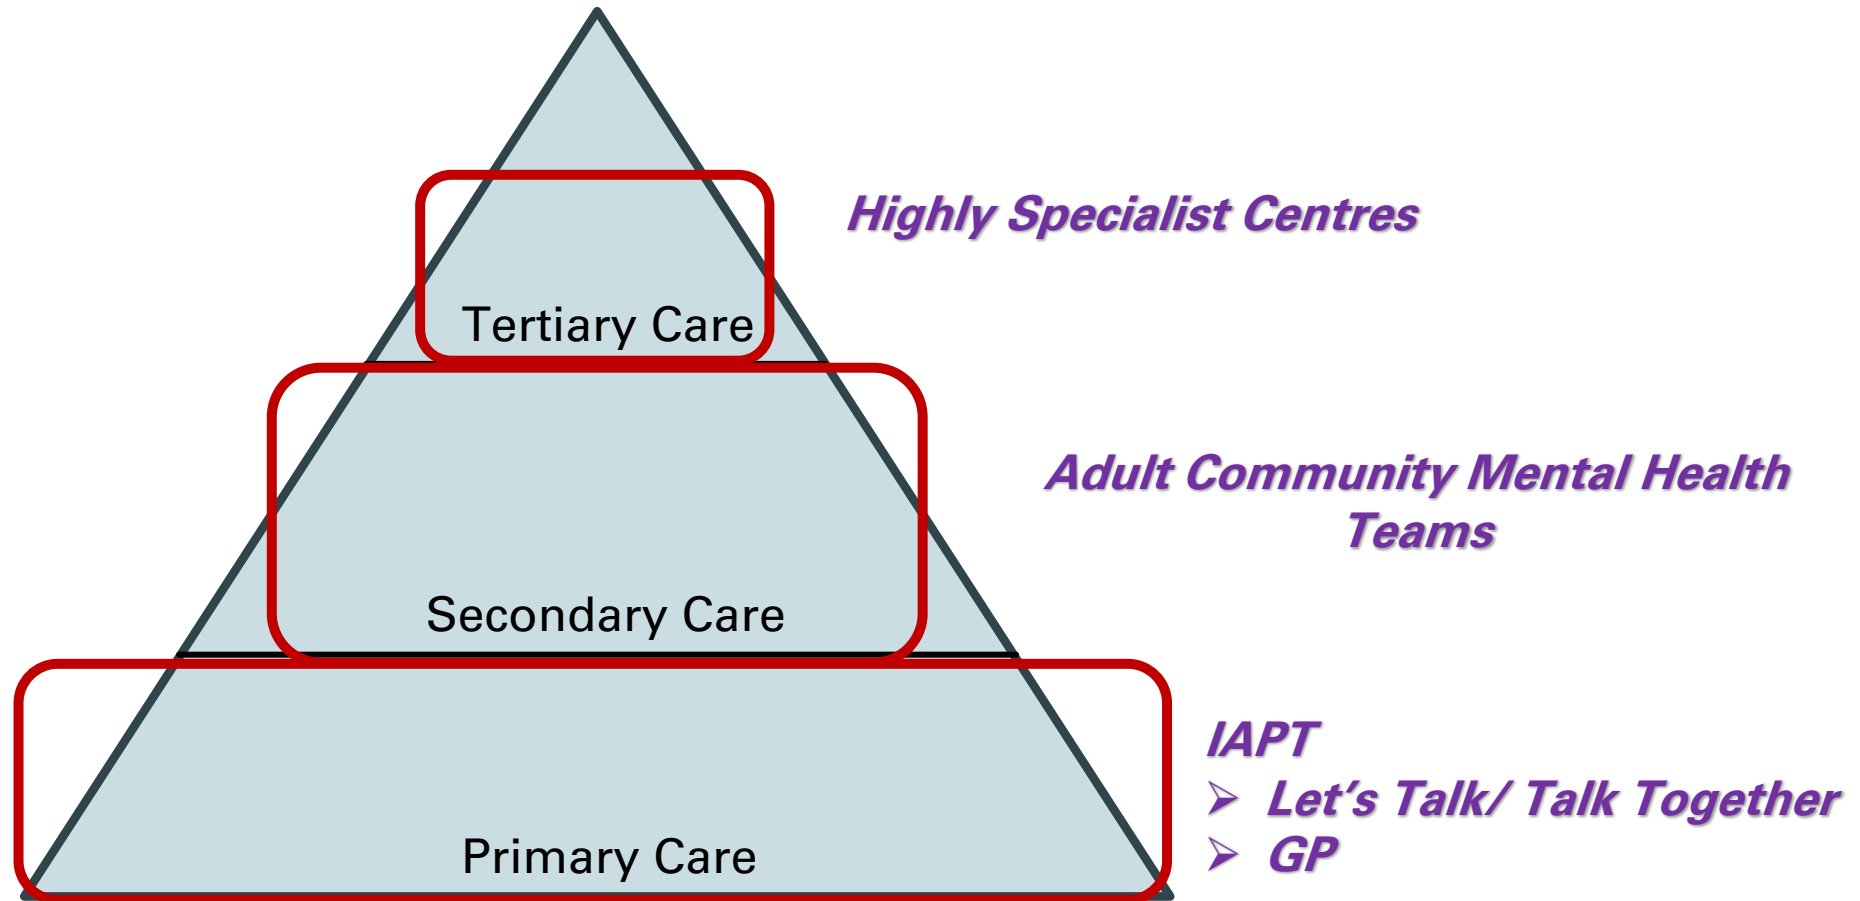 Highly Specialist Centres
Tertiary Care
Adult Community Mental Health
Teams
Secondary Care
IAPT
➢ Let’s Talk/ Talk Together
➢ GP
Primary Care